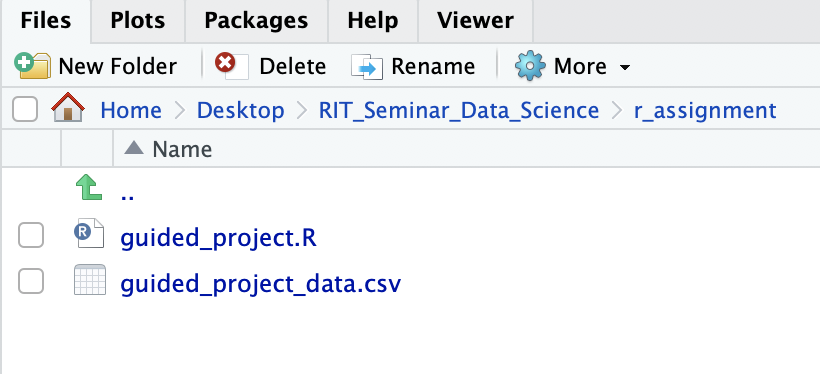 Files Plots Packages Help Viewer
New Folder Delete Rename More
Home Desktop RIT_Seminar_Data_Science r_assignment
Name
..
R guided_project.R
guided_project_data.csv